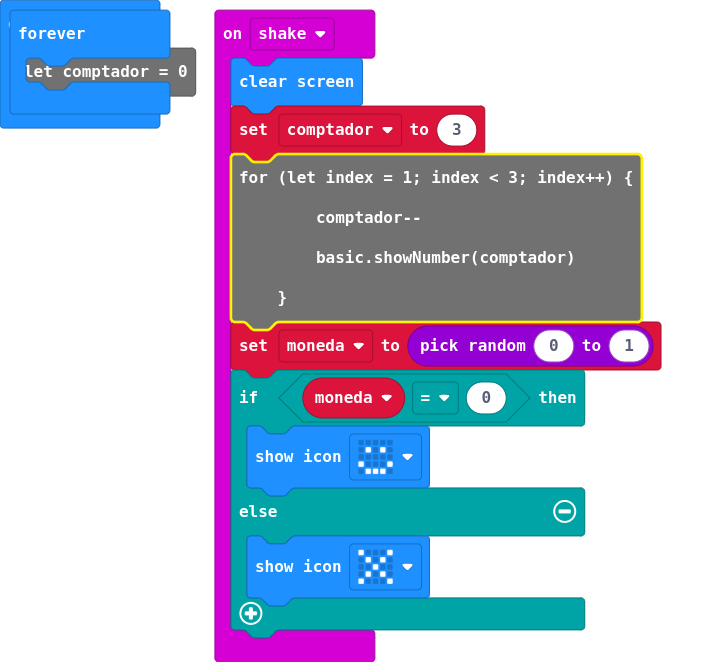 forever
let comptador = 0
on shake
clear screen
set comptador to 3
for (let index = 1; index < 3; index++) {
comptador--
basic.showNumber(comptador)
}
set moneda to pick random 0 to 1
if moneda = 0 then
show icon
else
show icon